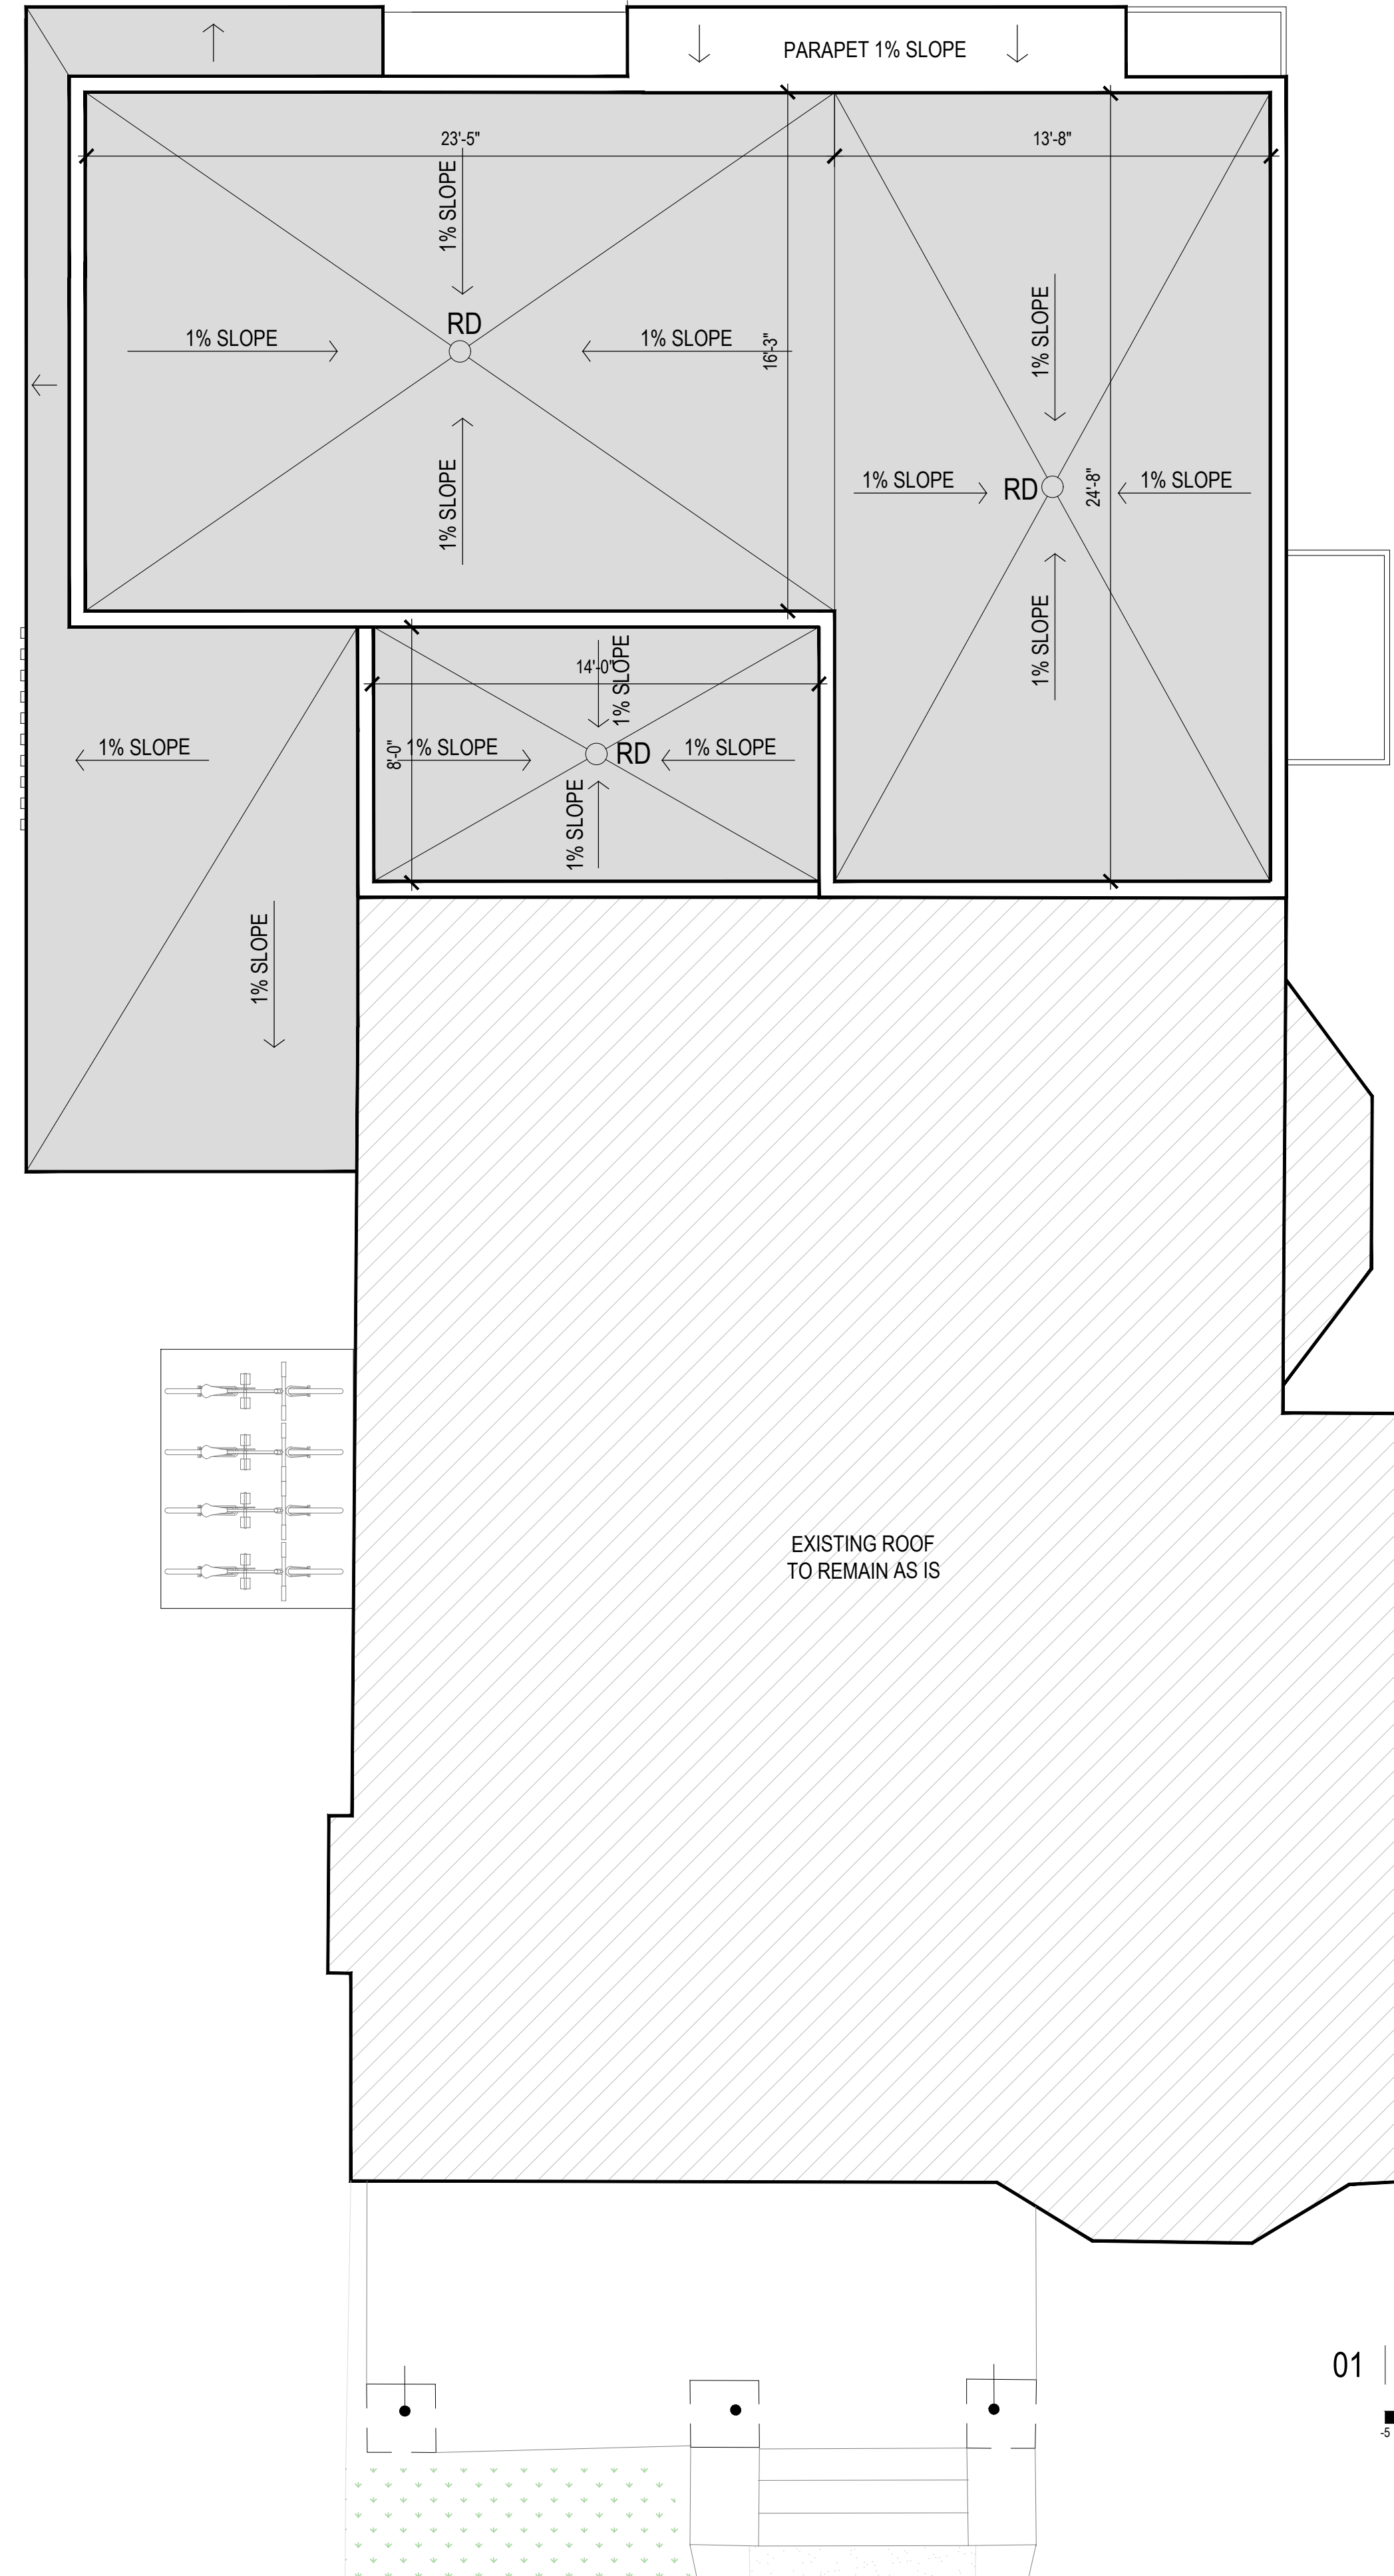 PARAPET 1% SLOPE
23'-5"
13'-8"
1% SLOPE
RD
1% SLOPE
1% SLOPE
16'-3"
1% SLOPE
1% SLOPE
1% SLOPE
RD
24'-8"
1% SLOPE
1% SLOPE
14'-0"
1% SLOPE
1% SLOPE
8'-0"
1% SLOPE
RD
1% SLOPE
1% SLOPE
1% SLOPE
EXISTING ROOF
TO REMAIN AS IS
01
-5